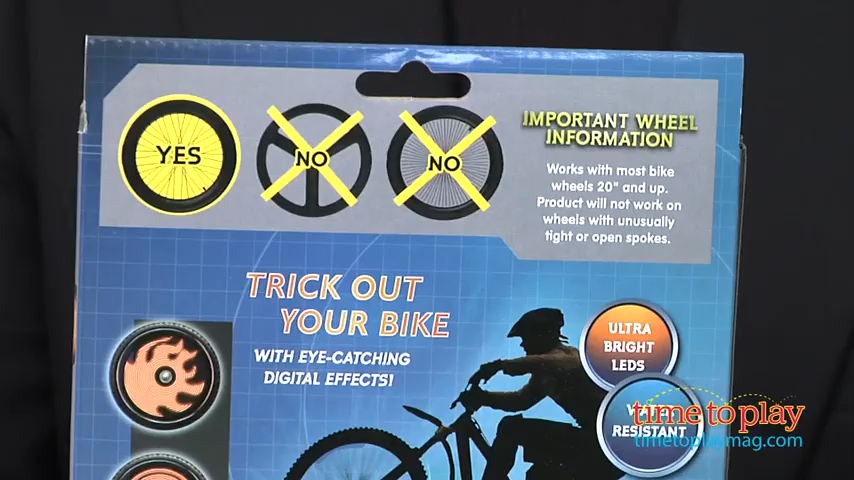 YES
NO
NO
IMPORTANT WHEEL
INFORMATION
Works with most bike
wheels 20" and up.
Product will not work on
wheels with unusually
tight or open spokes.
TRICK OUT
YOUR BIKE
WITH EYE-CATCHING
DIGITAL EFFECTS!
ULTRA
BRIGHT
LEDS
RESISTANT
time to play
timetoplaymag.com